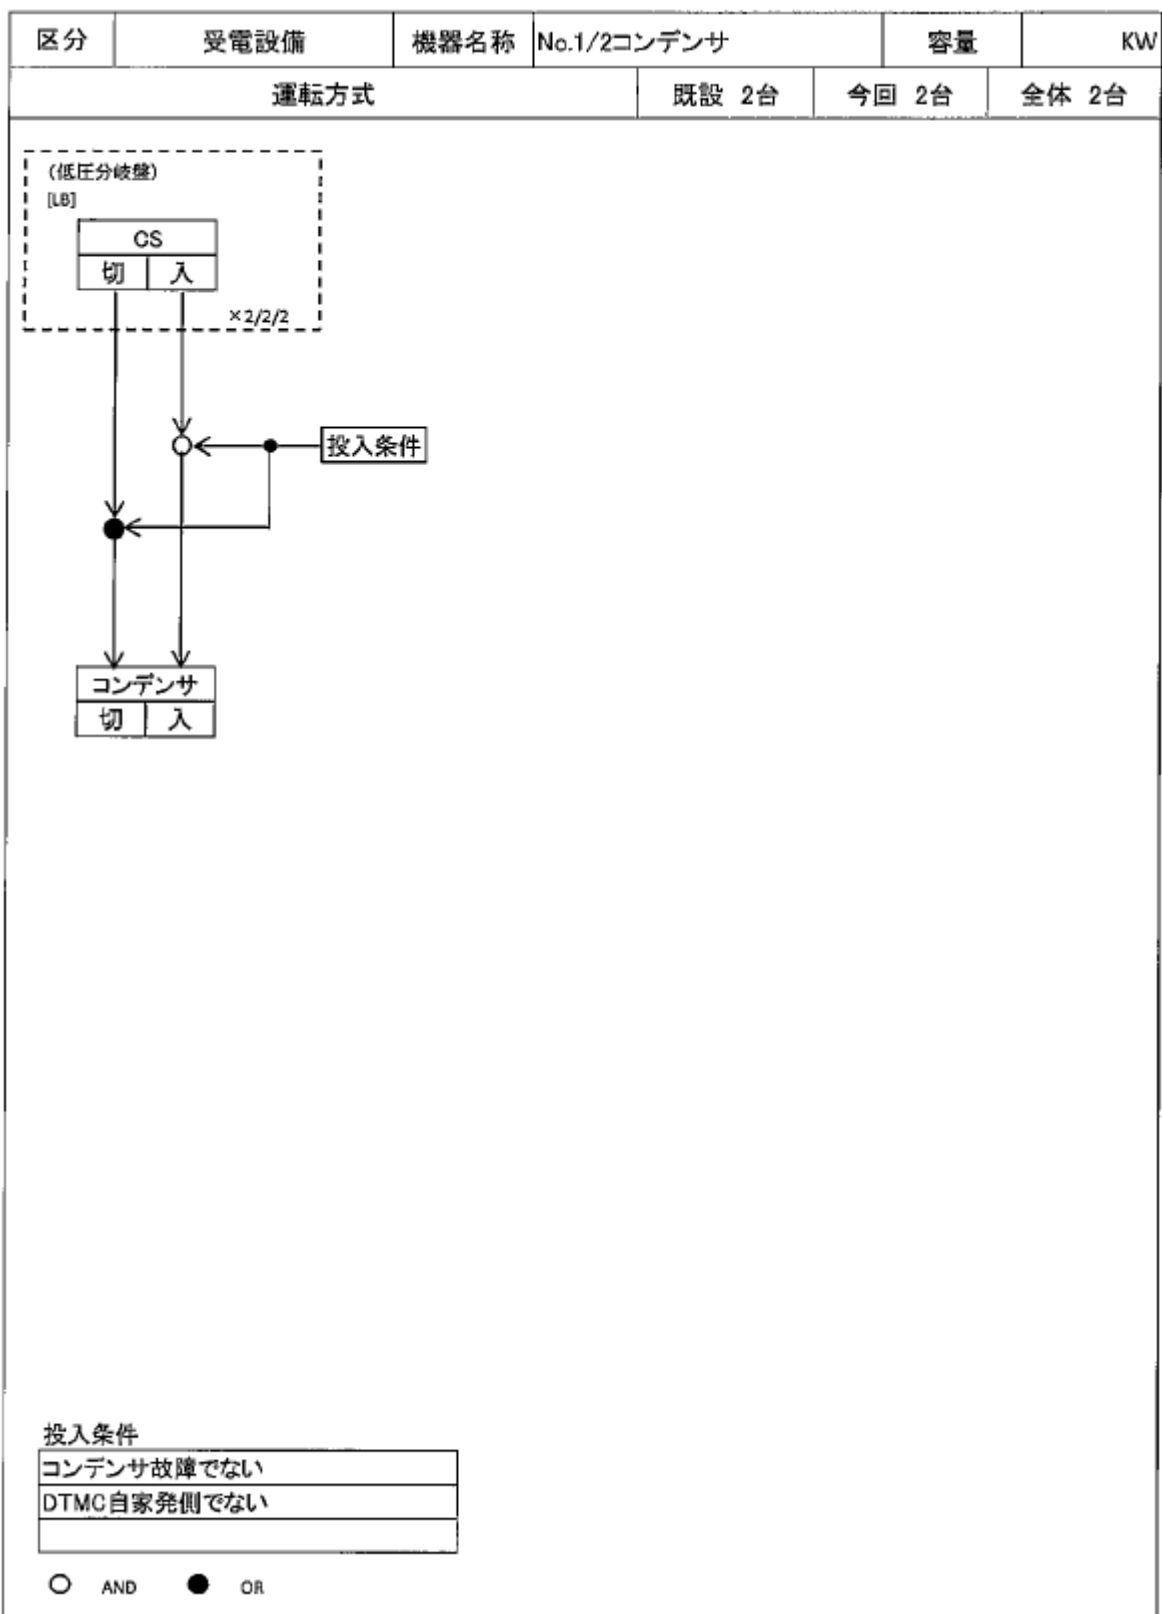 区分 受電設備 機器名称 No.1/2コンデンサ 容量 KW
運転方式 既設 2台 今回 2台 全体 2台
(低圧分岐盤)
[LB]
CS
切 入
×2/2/2
投入条件
コンデンサ
切 入
投入条件
コンデンサ故障でない
DTMC自家発側でない
AND OR